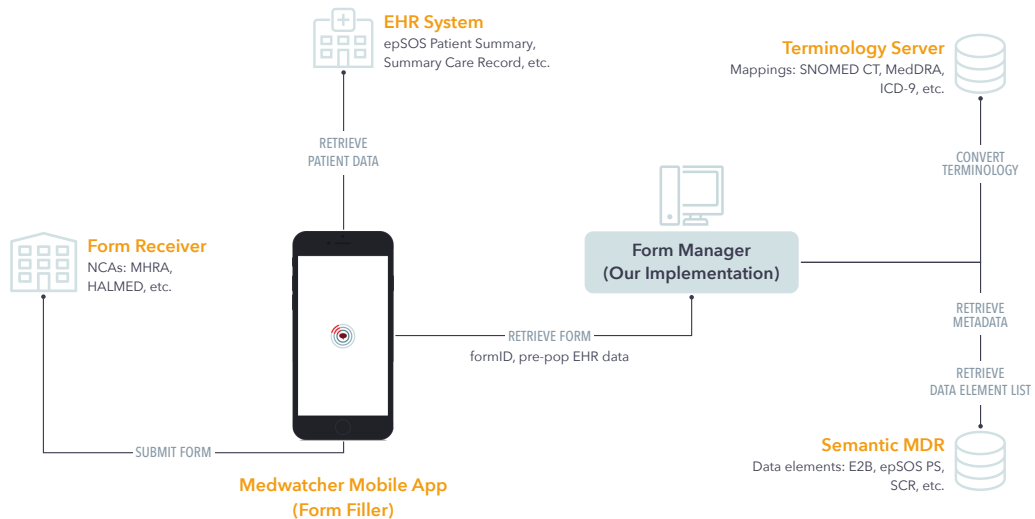 EHR System
epSOS Patient Summary,
Summary Care Record, etc.
Terminology Server
Mappings: SNOMED CT, MedDRA,
ICD-9, etc.
RETRIEVE
PATIENT DATA
CONVERT
TERMINOLOGY
Form Receiver
NCAs: MHRA,
HALMED, etc.
Form Manager
(Our Implementation)
RETRIEVE FORM
formID, pre-pop EHR data
RETRIEVE
METADATA
RETRIEVE
DATA ELEMENT LIST
SUBMIT FORM
Semantic MDR
Data elements: E2B, epSOS PS,
SCR, etc.
Medwatcher Mobile App
(Form Filler)